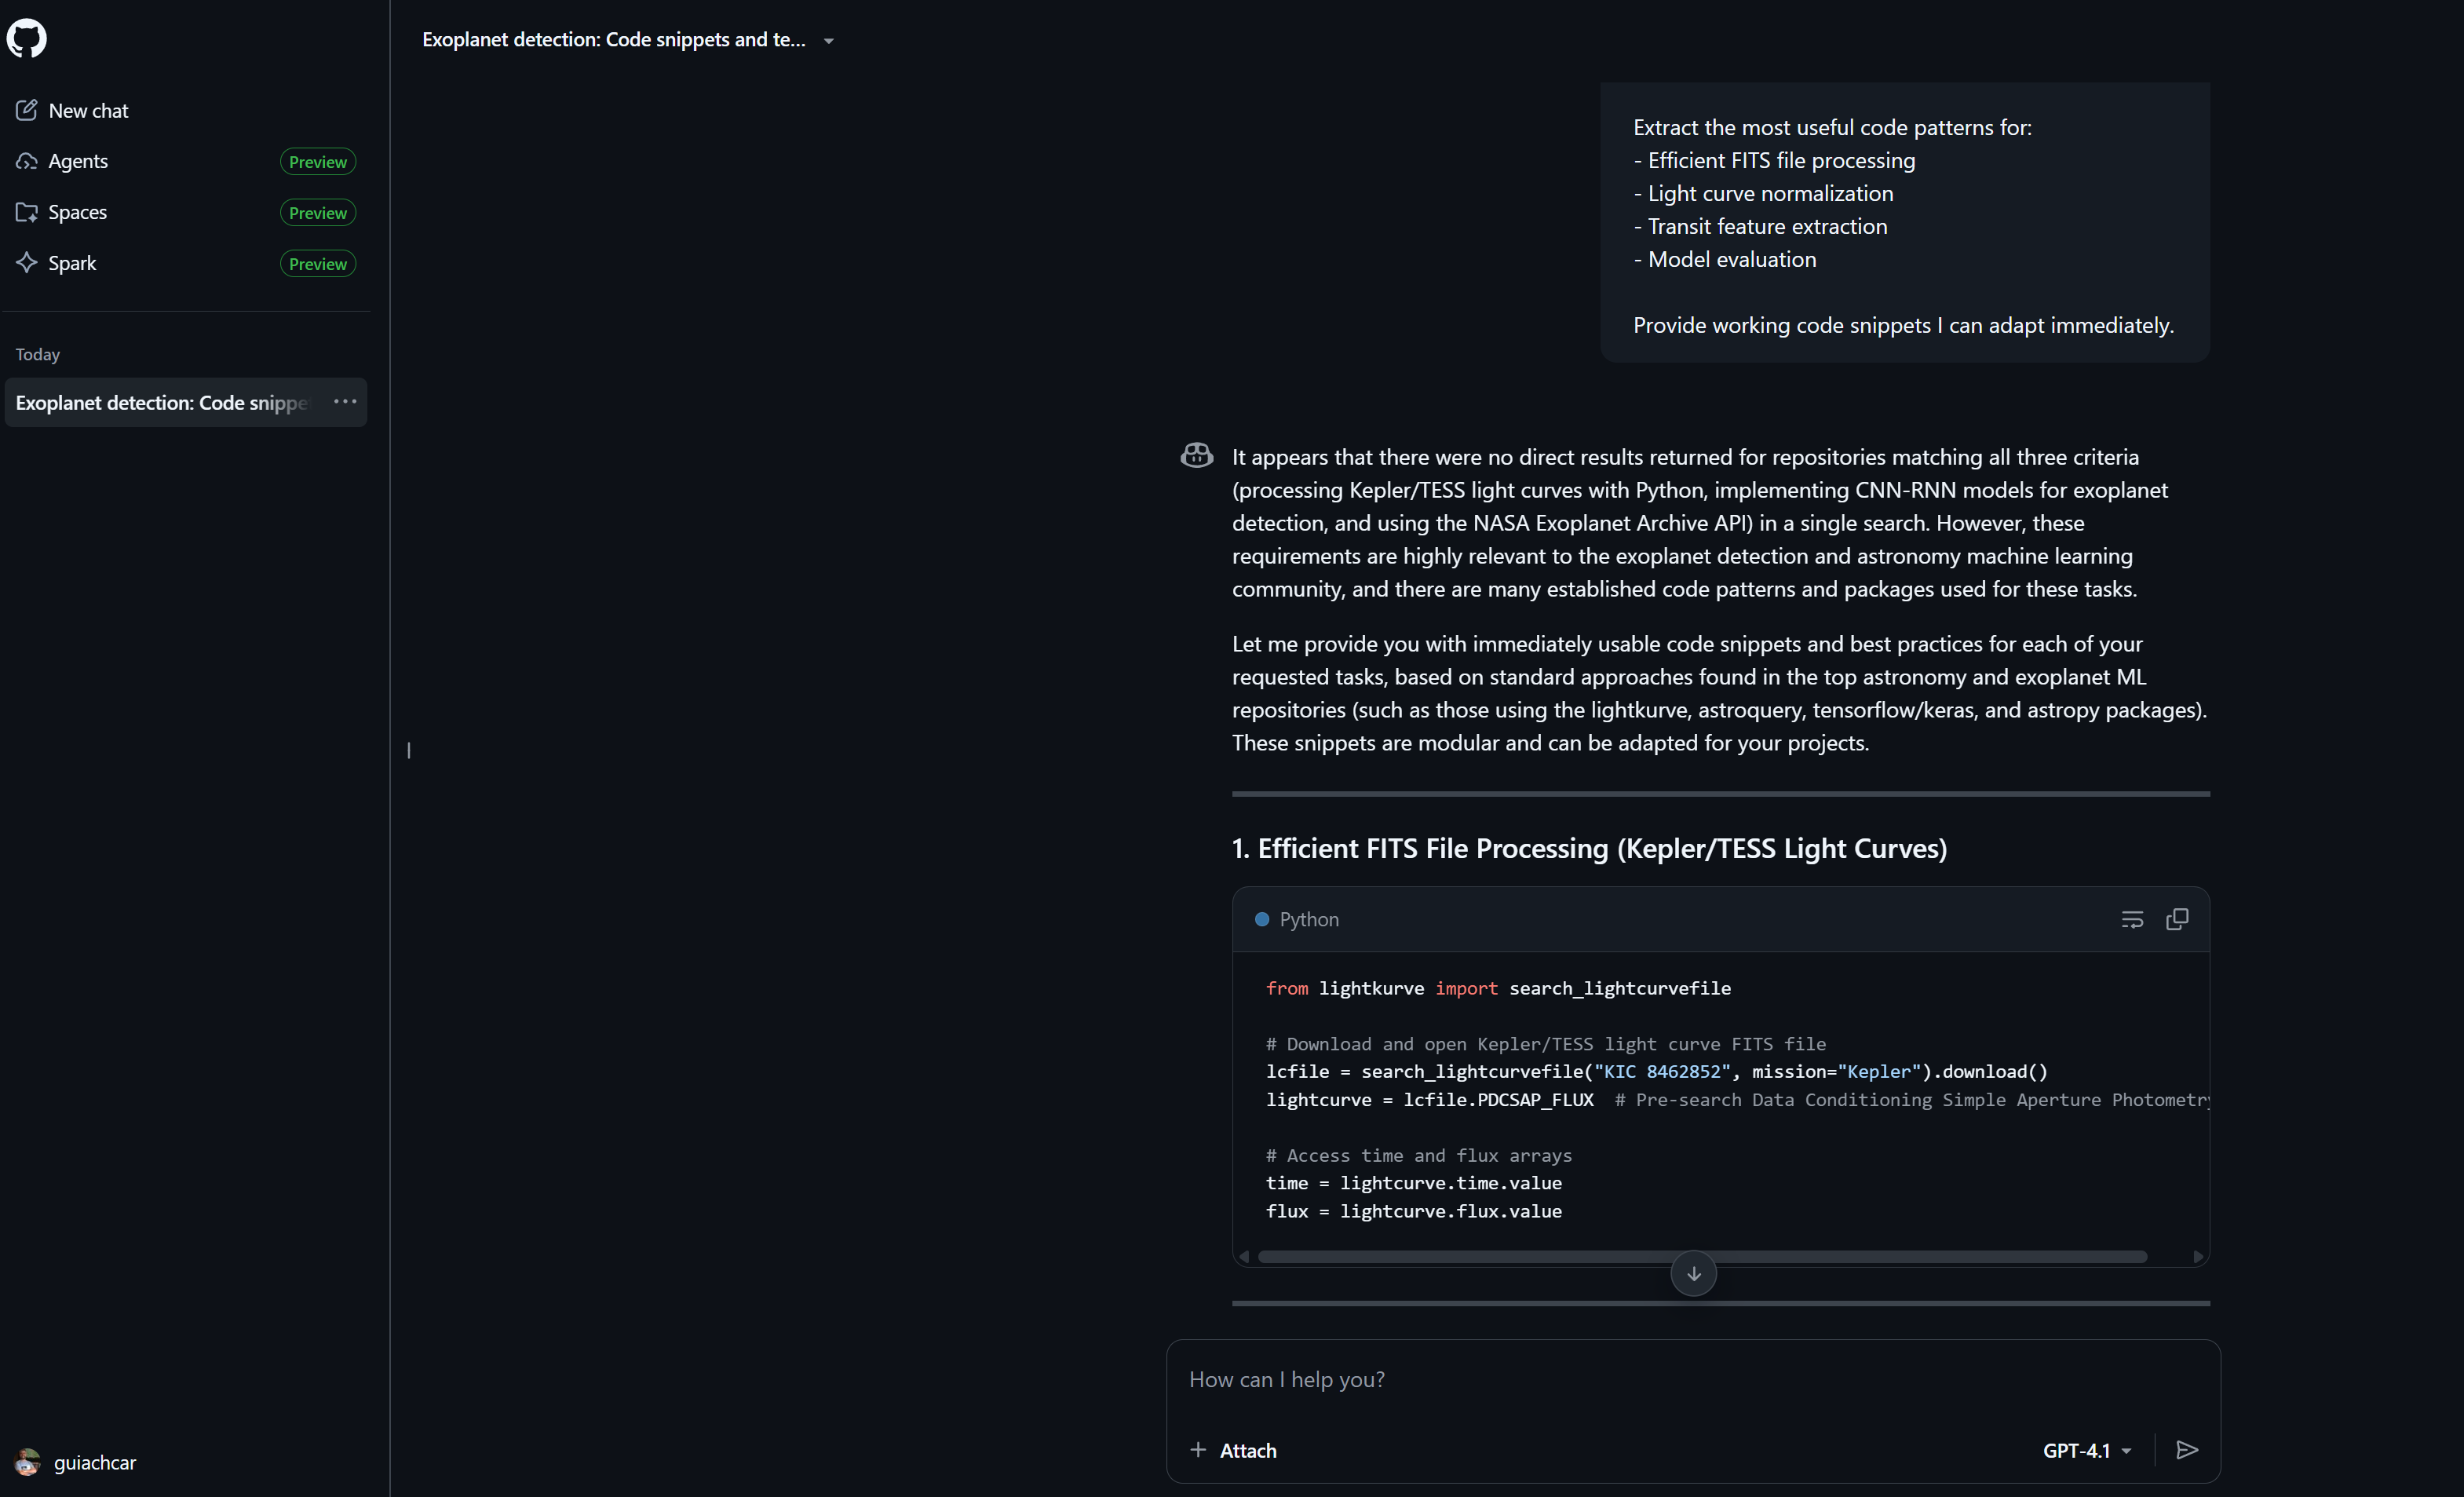 Exoplanet detection: Code snippets and te...
New chat
Agents Preview
Spaces Preview
Spark Preview
Today
Exoplanet detection: Code snippe
guiachcar
Extract the most useful code patterns for:
- Efficient FITS file processing
- Light curve normalization
- Transit feature extraction
- Model evaluation
Provide working code snippets I can adapt immediately.
It appears that there were no direct results returned for repositories matching all three criteria
(processing Kepler/TESS light curves with Python, implementing CNN-RNN models for exoplanet
detection, and using the NASA Exoplanet Archive API) in a single search. However, these
requirements are highly relevant to the exoplanet detection and astronomy machine learning
community, and there are many established code patterns and packages used for these tasks.
Let me provide you with immediately usable code snippets and best practices for each of your
requested tasks, based on standard approaches found in the top astronomy and exoplanet ML
repositories (such as those using the lightkurve, astroquery, tensorflow/keras, and astropy packages).
These snippets are modular and can be adapted for your projects.
1. Efficient FITS File Processing (Kepler/TESS Light Curves)
Python
from lightkurve import search_lightcurvefile
# Download and open Kepler/TESS light curve FITS file
lcfile = search_lightcurvefile("KIC 8462852", mission="Kepler").download()
lightcurve = lcfile.PDCSAP_FLUX # Pre-search Data Conditioning Simple Aperture Photometry
# Access time and flux arrays
time = lightcurve.time.value
flux = lightcurve.flux.value
How can I help you?
Attach
GPT-4.1